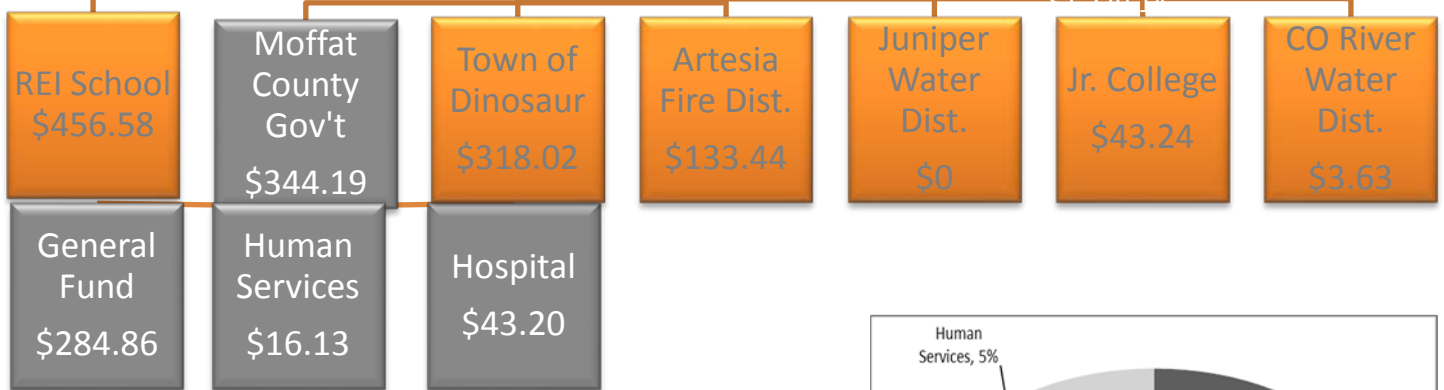 REI School
$456.58
Moffat
County
Gov't
$344.19
Town of
Dinosaur
$318.02
Artesia
Fire Dist.
$133.44
Juniper
Water
Dist.
$0
Jr. College
$43.24
CO River
Water
Dist.
$3.63
General
Fund
$284.86
Human
Services
$16.13
Hospital
$43.20
Human
Services, 5%